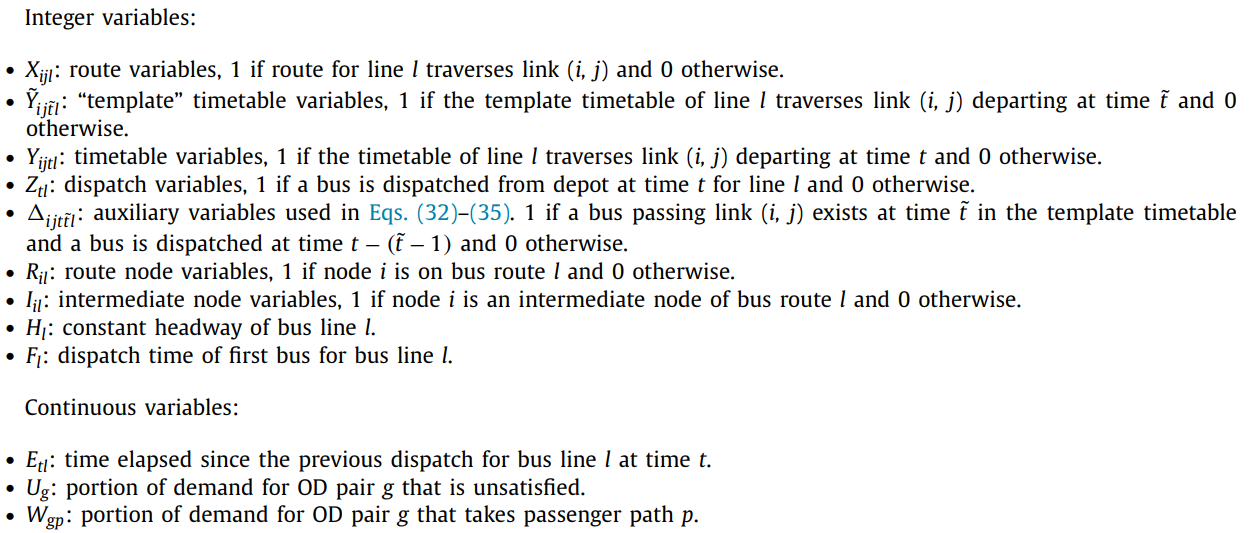 Integer variables:
• X_{ijl}: route variables, 1 if route for line l traverses link (i, j) and 0 otherwise.
• Ỹ_{ijt̃l}: “template” timetable variables, 1 if the template timetable of line l traverses link (i, j) departing at time t̃ and 0
otherwise.
• Y_{ijtl}: timetable variables, 1 if the timetable of line l traverses link (i, j) departing at time t and 0 otherwise.
• Z_{tl}: dispatch variables, 1 if a bus is dispatched from depot at time t for line l and 0 otherwise.
• Δ_{ijtt̃l}: auxiliary variables used in Eqs. (32)–(35). 1 if a bus passing link (i, j) exists at time t̃ in the template timetable
and a bus is dispatched at time t − (t̃ − 1) and 0 otherwise.
• R_{il}: route node variables, 1 if node i is on bus route l and 0 otherwise.
• I_{il}: intermediate node variables, 1 if node i is an intermediate node of bus route l and 0 otherwise.
• H_l: constant headway of bus line l.
• F_l: dispatch time of first bus for bus line l.
Continuous variables:
• E_{tl}: time elapsed since the previous dispatch for bus line l at time t.
• U_g: portion of demand for OD pair g that is unsatisfied.
• W_{gp}: portion of demand for OD pair g that takes passenger path p.